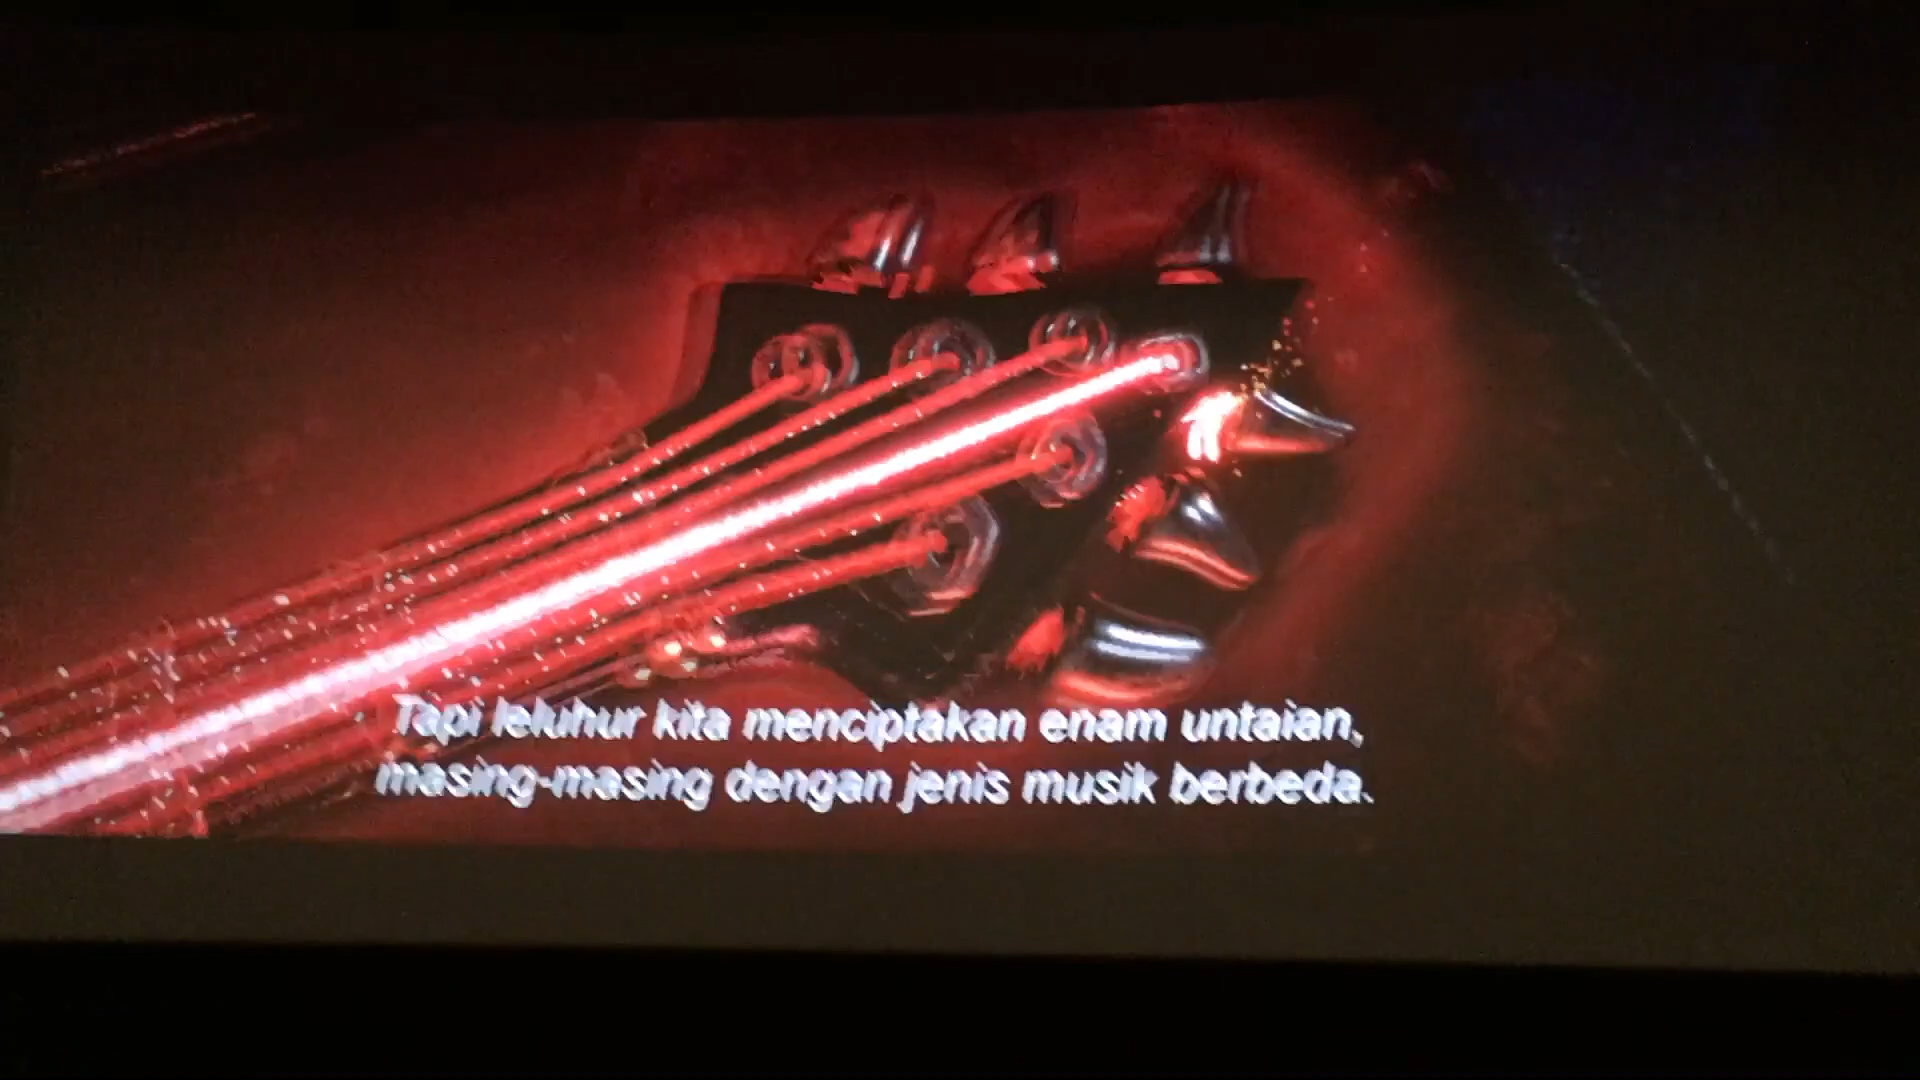 Tapi leluhur kita menciptakan enam untaian,
masing-masing dengan jenis musik berbeda.